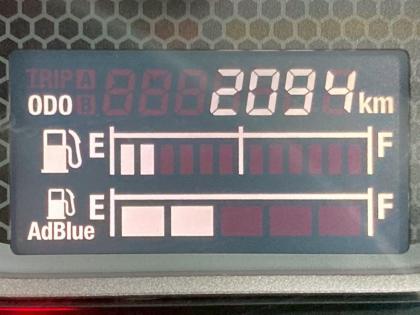 TRIP A
ODO B 2094 km
E F
E F
AdBlue